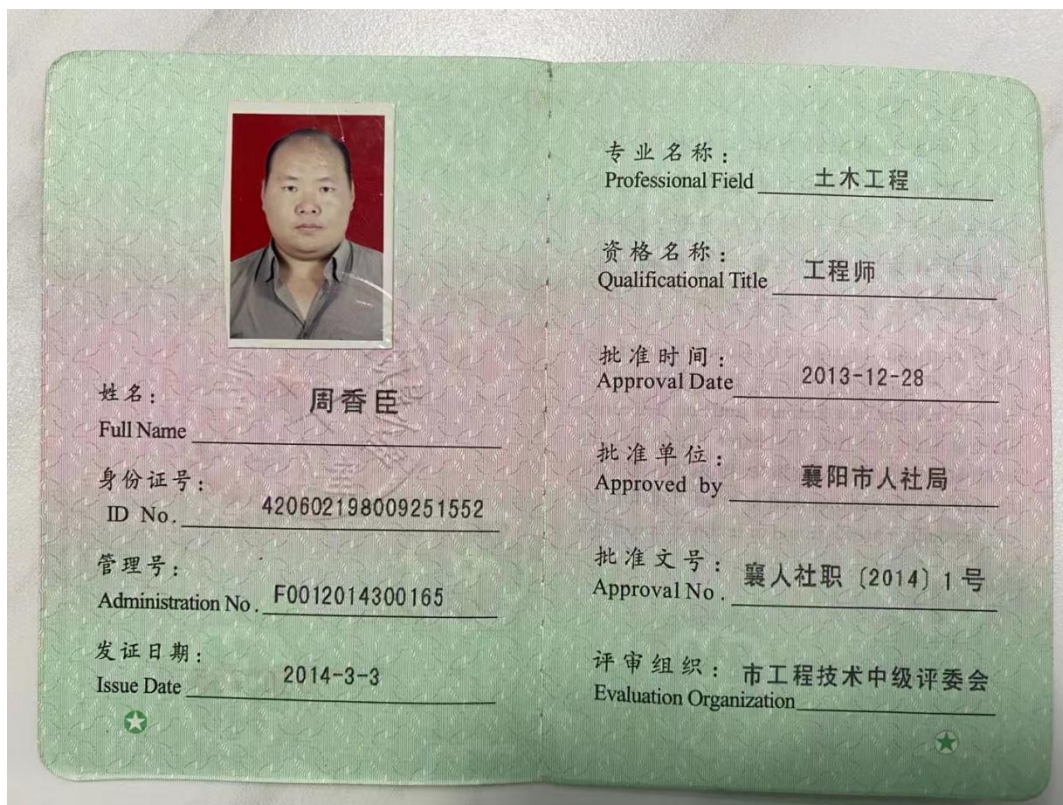 姓名：
周香臣
Full Name
身份证号：
ID No. 420602198009251552
管理号：
Administration No. F0012014300165
发证日期：
Issue Date 2014-3-3
专业名称：
Professional Field 土木工程
资格名称：
Qualificational Title 工程师
批准时间：
Approval Date 2013-12-28
批准单位：
Approved by 襄阳市人社局
批准文号：
Approval No. 襄人社职〔2014〕1号
评审组织：市工程技术中级评委会
Evaluation Organization